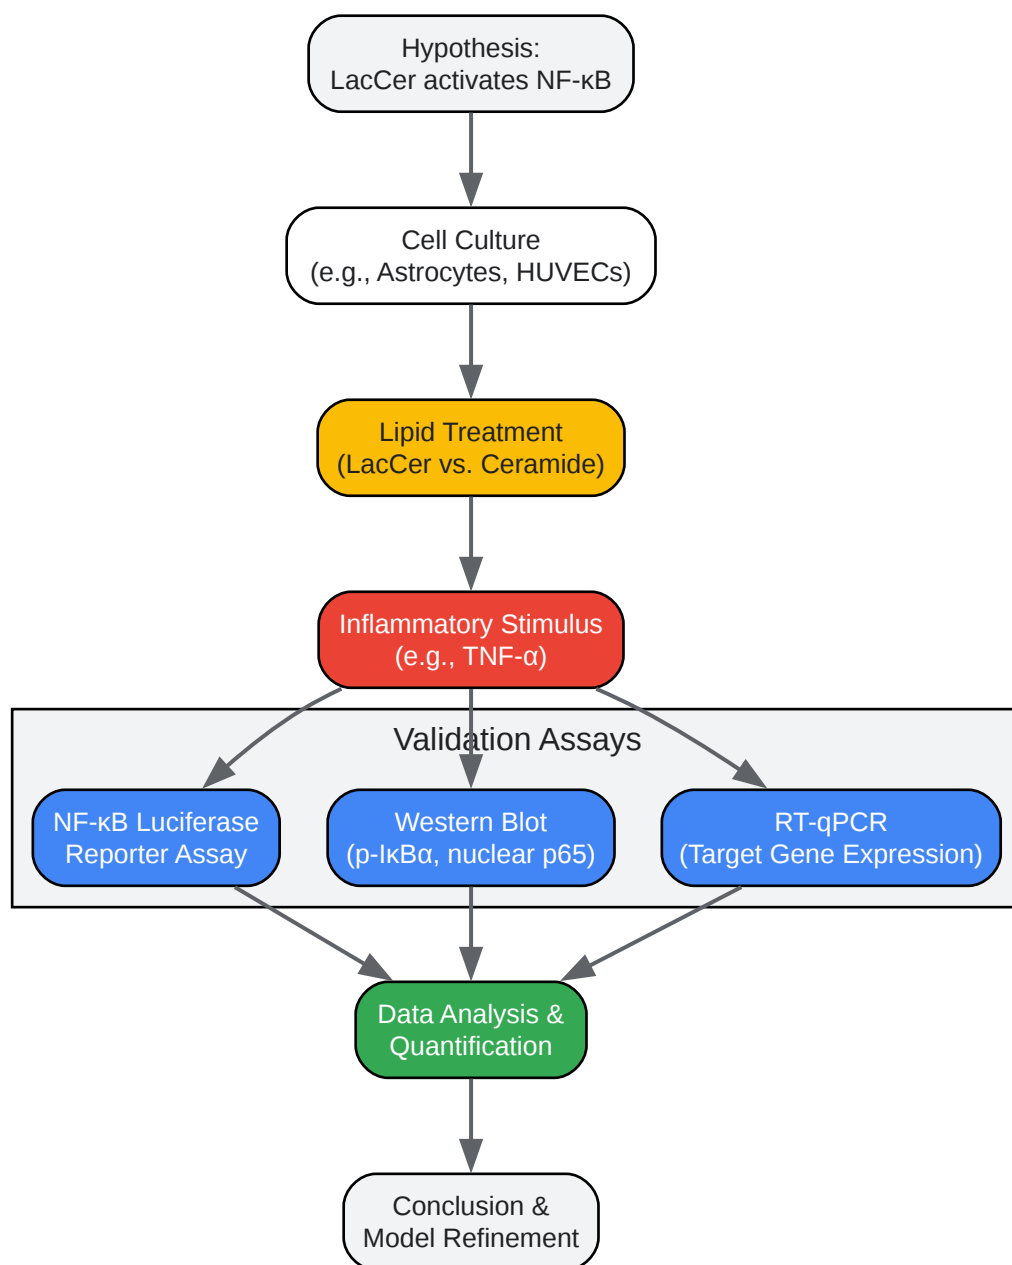 Hypothesis:
LacCer activates NF-κB
Cell Culture
(e.g., Astrocytes, HUVECs)
Lipid Treatment
(LacCer vs. Ceramide)
Inflammatory Stimulus
(e.g., TNF-α)
Validation Assays
NF-κB Luciferase
Reporter Assay
Western Blot
(p-IκBα, nuclear p65)
RT-qPCR
(Target Gene Expression)
Data Analysis &
Quantification
Conclusion &
Model Refinement